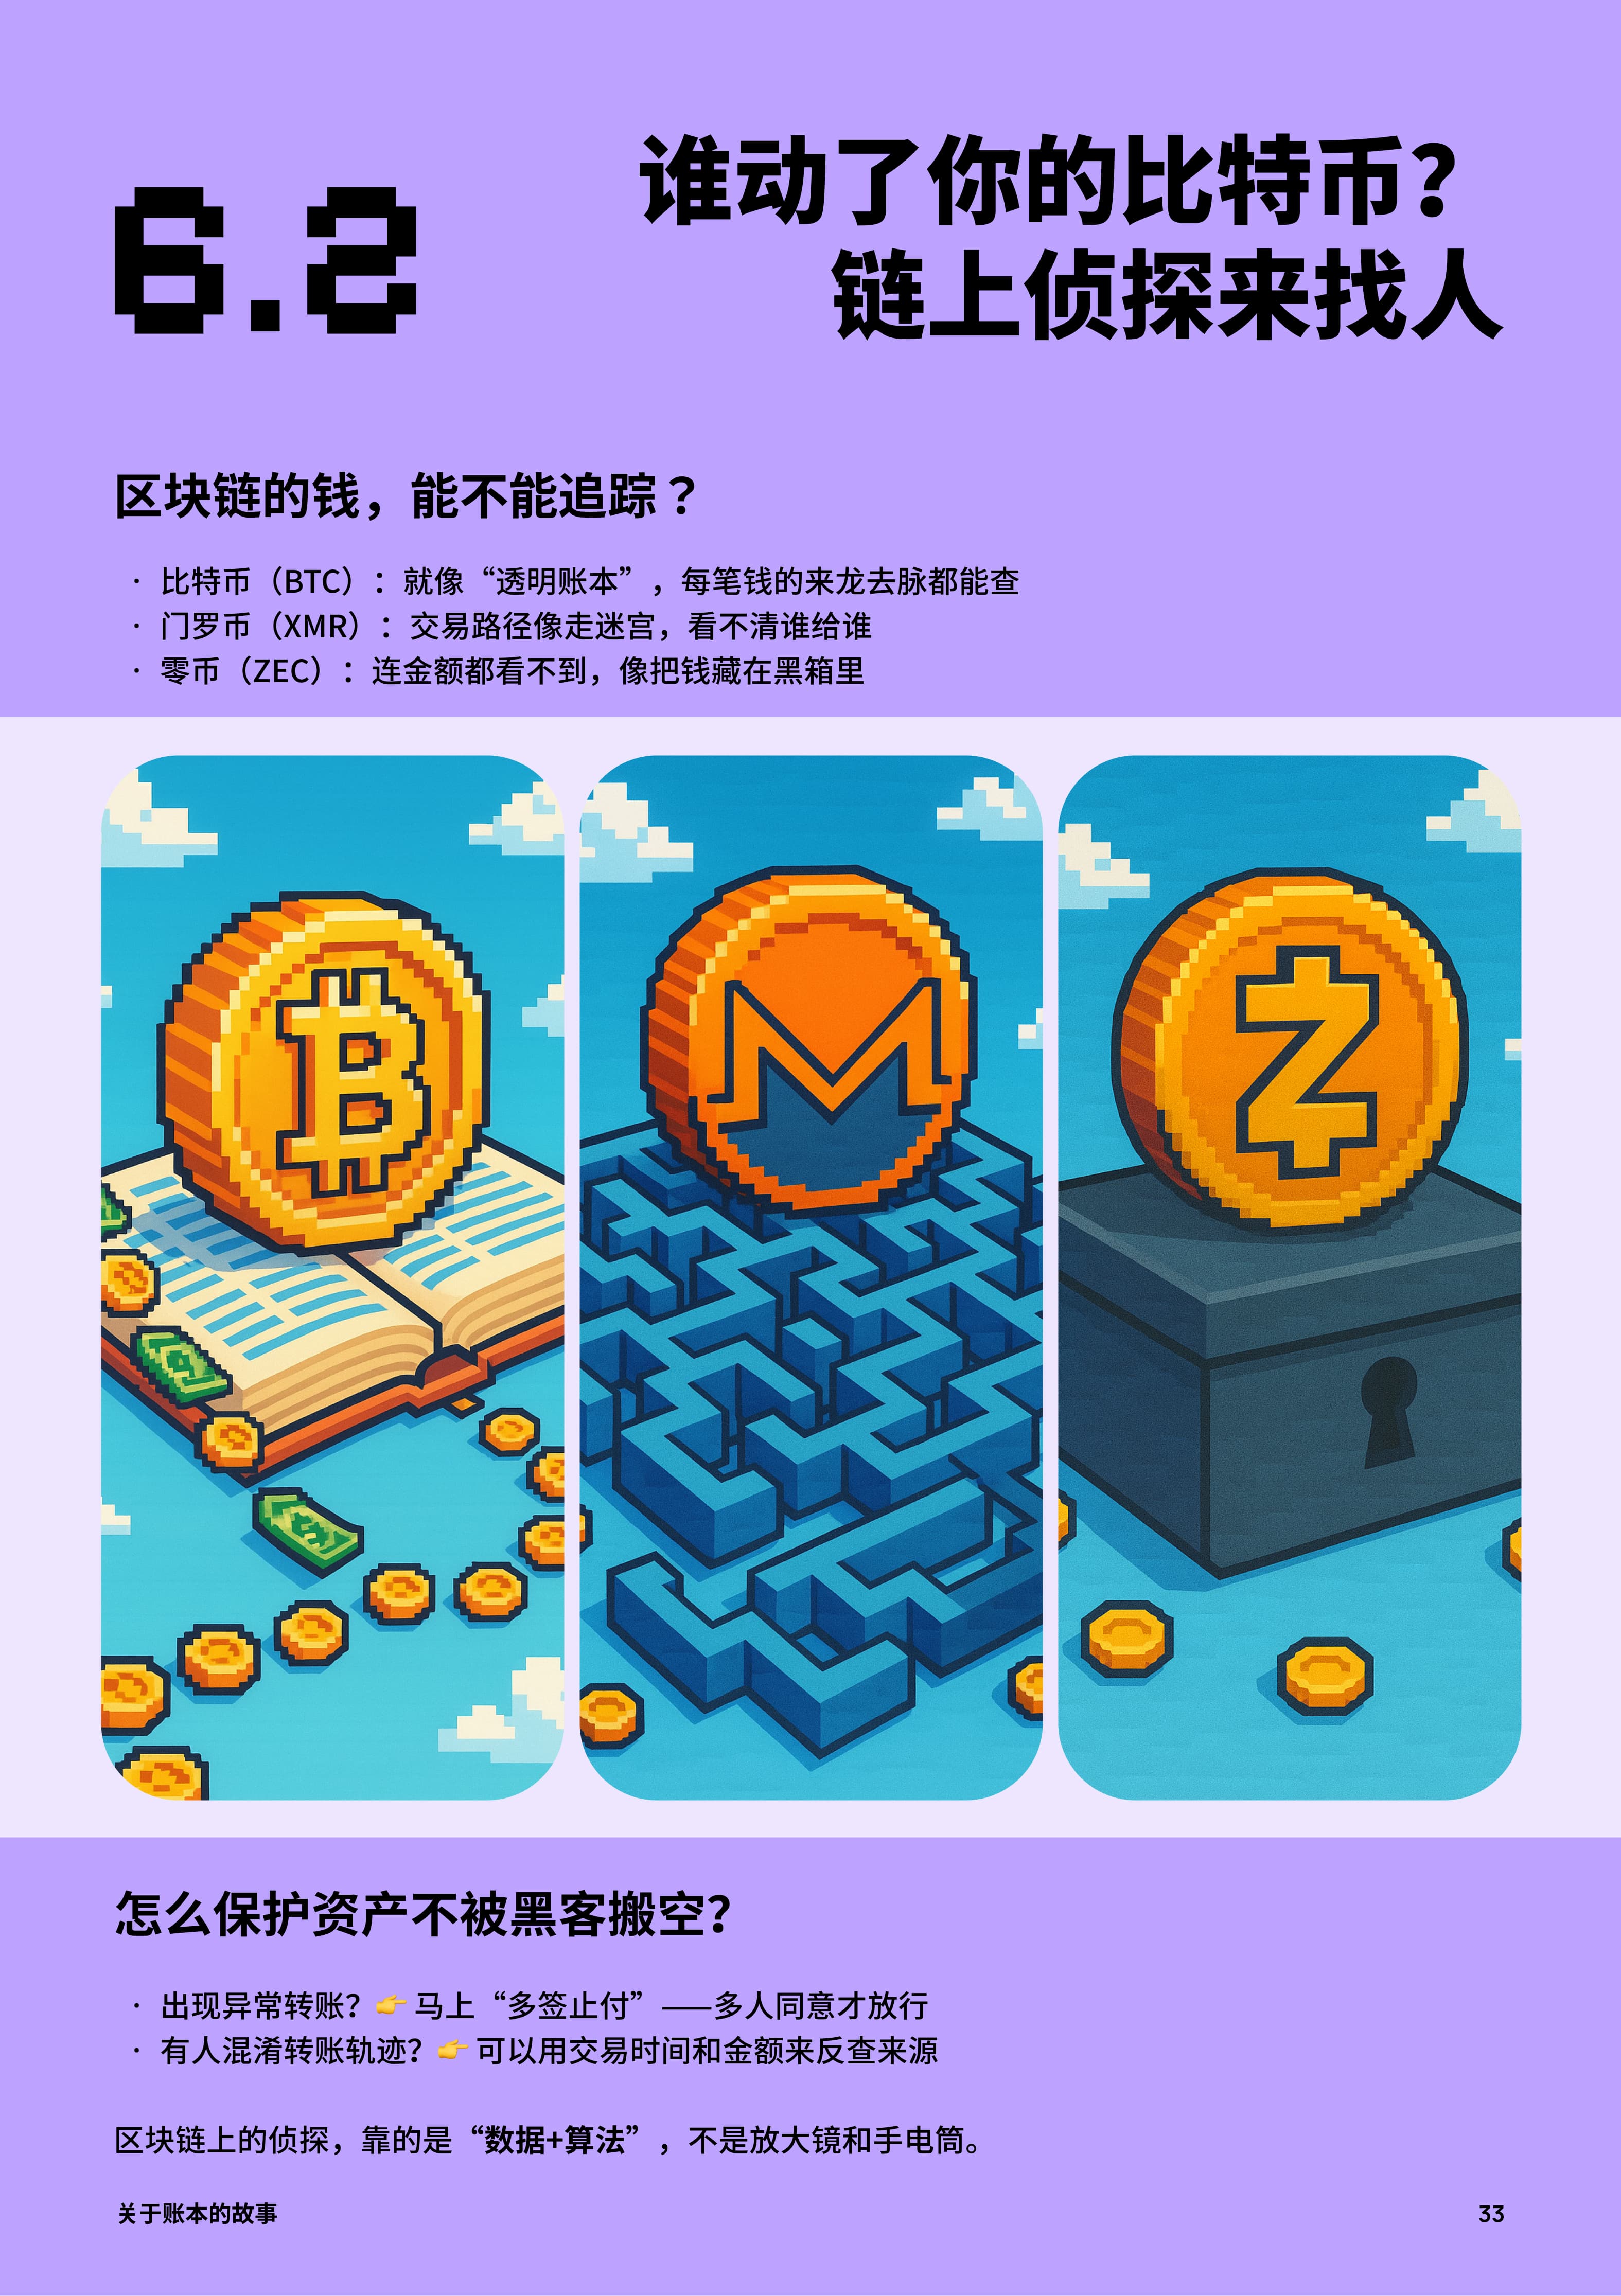 6.2
谁动了你的比特币？
链上侦探来找人
区块链的钱，能不能追踪？
· 比特币（BTC）：就像“透明账本”，每笔钱的来龙去脉都能查
· 门罗币（XMR）：交易路径像走迷宫，看不清谁给谁
· 零币（ZEC）：连金额都看不到，像把钱藏在黑箱里
怎么保护资产不被黑客搬空？
· 出现异常转账？👉马上“多签止付”——多人同意才放行
· 有人混淆转账轨迹？👉可以用交易时间和金额来反查来源
区块链上的侦探，靠的是“数据+算法”，不是放大镜和手电筒。
关于账本的故事
33